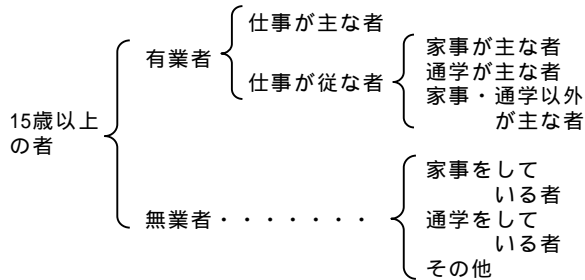 仕事が主な者
有業者
仕事が従な者
家事が主な者
通学が主な者
家事・通学以外
が主な者
15歳以上
の者
無業者・・・・・・・
家事をして
いる者
通学をして
いる者
その他